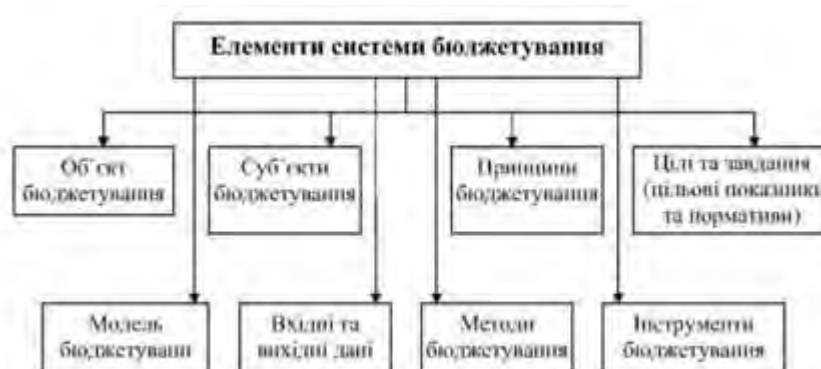 Елементи системи бюджетування
Об`єкт
бюджетування
Суб`єкти
бюджетування
Принципи
бюджетування
Цілі та завдання
(цільові показники
та нормативи)
Модель
бюджетуванн
Вхідні та
вихідні дані
Методи
бюджетування
Інструменти
бюджетування